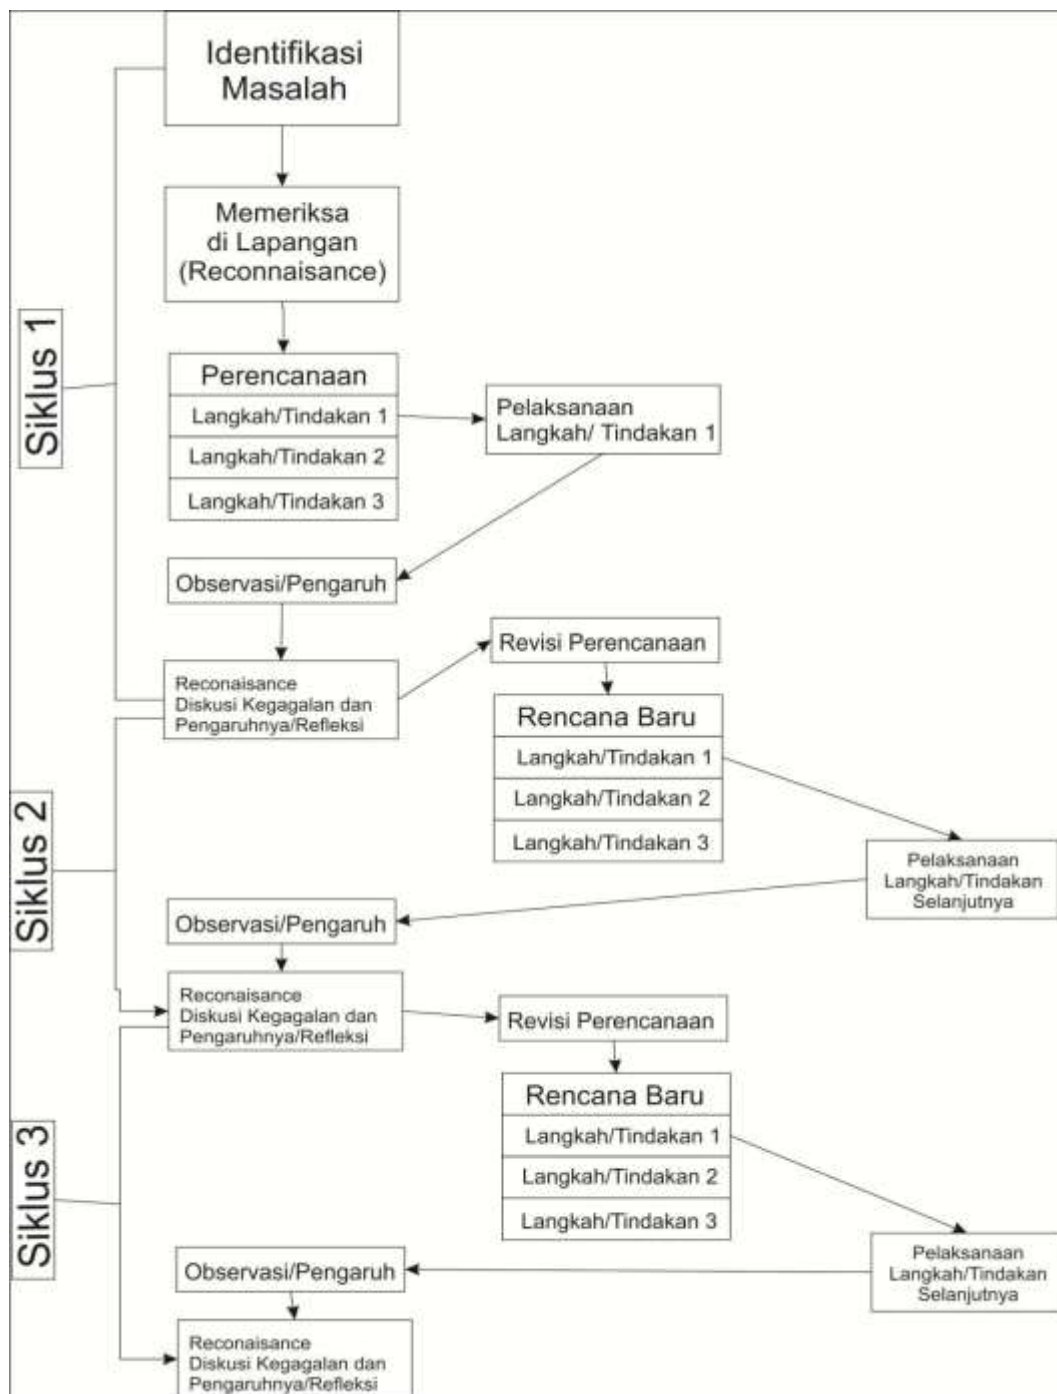 Identifikasi
Masalah
Memeriksa
di Lapangan
(Reconnaisance)
Siklus 1
Perencanaan
Langkah/Tindakan 1
Langkah/Tindakan 2
Langkah/Tindakan 3
Pelaksanaan
Langkah/ Tindakan 1
Observasi/Pengaruh
Reconaisance
Diskusi Kegagalan dan
Pengaruhnya/Refleksi
Revisi Perencanaan
Rencana Baru
Langkah/Tindakan 1
Langkah/Tindakan 2
Langkah/Tindakan 3
Siklus 2
Pelaksanaan
Langkah/Tindakan
Selanjutnya
Observasi/Pengaruh
Reconaisance
Diskusi Kegagalan dan
Pengaruhnya/Refleksi
Revisi Perencanaan
Rencana Baru
Langkah/Tindakan 1
Langkah/Tindakan 2
Langkah/Tindakan 3
Siklus 3
Pelaksanaan
Langkah/Tindakan
Selanjutnya
Observasi/Pengaruh
Reconaisance
Diskusi Kegagalan dan
Pengaruhnya/Refleksi